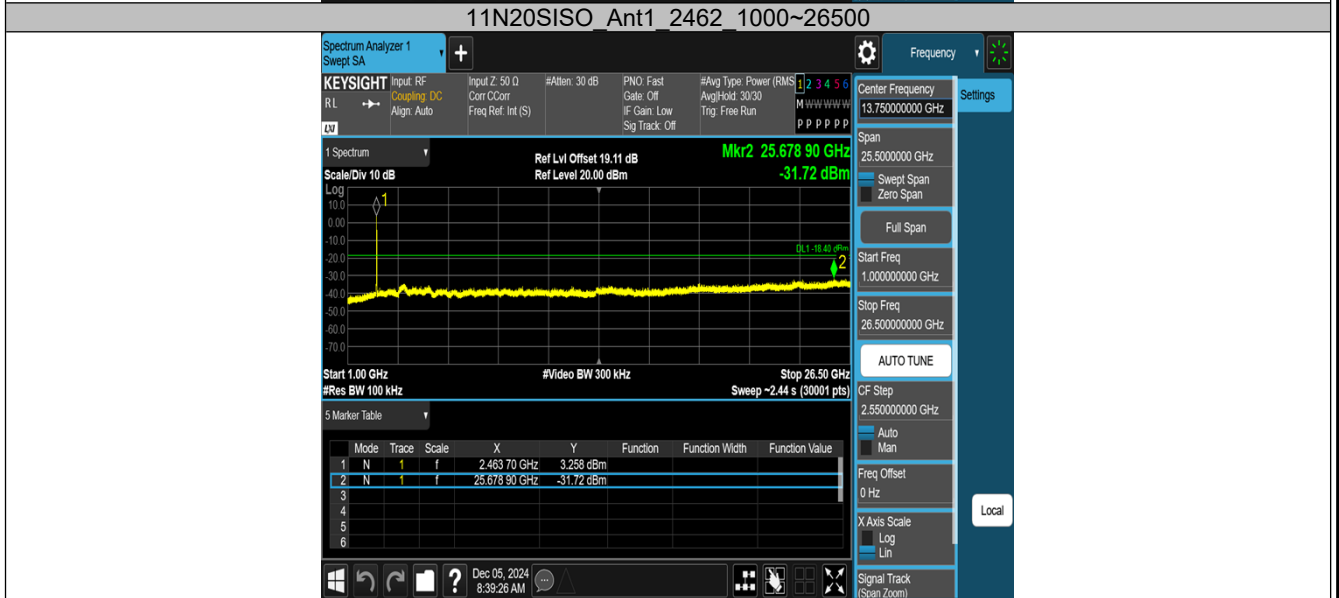 11N20SISO_Ant1_2462_1000~26500
Spectrum Analyzer 1
Swept SA
+
Frequency
KEYSIGHT
RL
LXI
Input: RF
Coupling: DC
Align: Auto
Input Z: 50 Ω
Corr CCorr
Freq Ref: Int (S)
#Atten: 30 dB
PNO: Fast
Gate: Off
IF Gain: Low
Sig Track: Off
#Avg Type: Power (RMS
Avg|Hold: 30/30
Trig: Free Run
1 2 3 4 5 6
M W W W W W
P P P P P P
1 Spectrum
Scale/Div 10 dB
Ref Lvl Offset 19.11 dB
Ref Level 20.00 dBm
Mkr2 25.678 90 GHz
-31.72 dBm
Log
10.0
0.00
-10.0
-20.0
-30.0
-40.0
-50.0
-60.0
-70.0
1
DL1 -18.40 dBm
2
Start 1.00 GHz
#Video BW 300 kHz
Stop 26.50 GHz
#Res BW 100 kHz
Sweep ~2.44 s (30001 pts)
5 Marker Table
Mode Trace Scale X Y Function Function Width Function Value
1 N 1 f 2.463 70 GHz 3.258 dBm
2 N 1 f 25.678 90 GHz -31.72 dBm
3
4
5
6
?
Dec 05, 2024
8:39:26 AM
Center Frequency
13.750000000 GHz
Span
25.5000000 GHz
Swept Span
Zero Span
Full Span
Start Freq
1.000000000 GHz
Stop Freq
26.500000000 GHz
AUTO TUNE
CF Step
2.550000000 GHz
Auto
Man
Freq Offset
0 Hz
X Axis Scale
Log
Lin
Signal Track
(Span Zoom)
Settings
Local